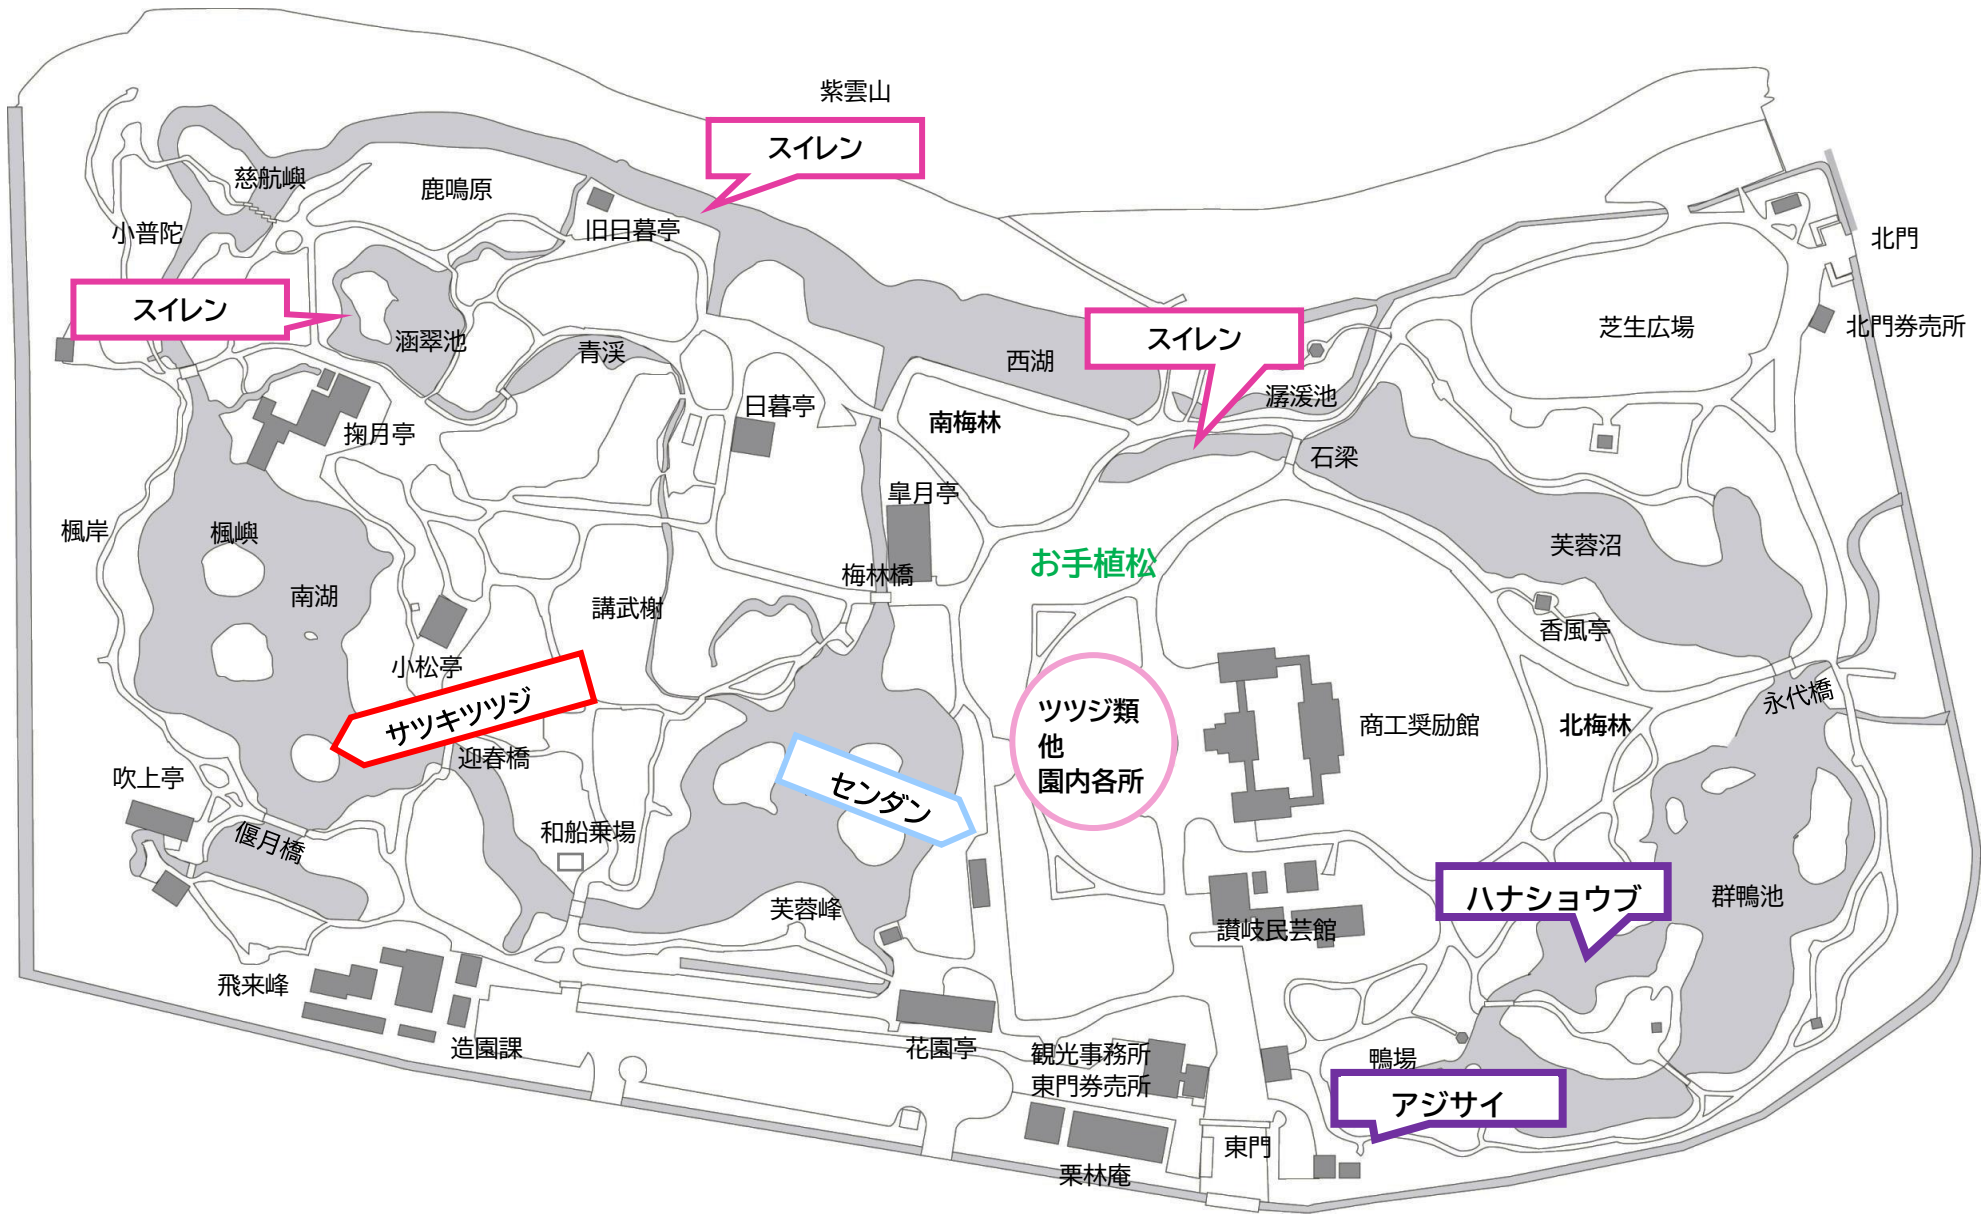 紫雲山
スイレン
慈航嶼
鹿鳴原
小普陀
旧日暮亭
北門
スイレン
涵翠池
青渓
西湖
スイレン
芝生広場
北門券売所
潺湲池
日暮亭
南梅林
掬月亭
石梁
皐月亭
楓岸
楓嶼
お手植松
芙蓉沼
梅林橋
南湖
講武榭
香風亭
小松亭
サツキツツジ
永代橋
ツツジ類
他
園内各所
商工奨励館
北梅林
迎春橋
吹上亭
センダン
偃月橋
和船乗場
ハナショウブ
群鴨池
芙蓉峰
讃岐民芸館
飛来峰
造園課
花園亭
観光事務所
東門券売所
鴨場
アジサイ
東門
栗林庵